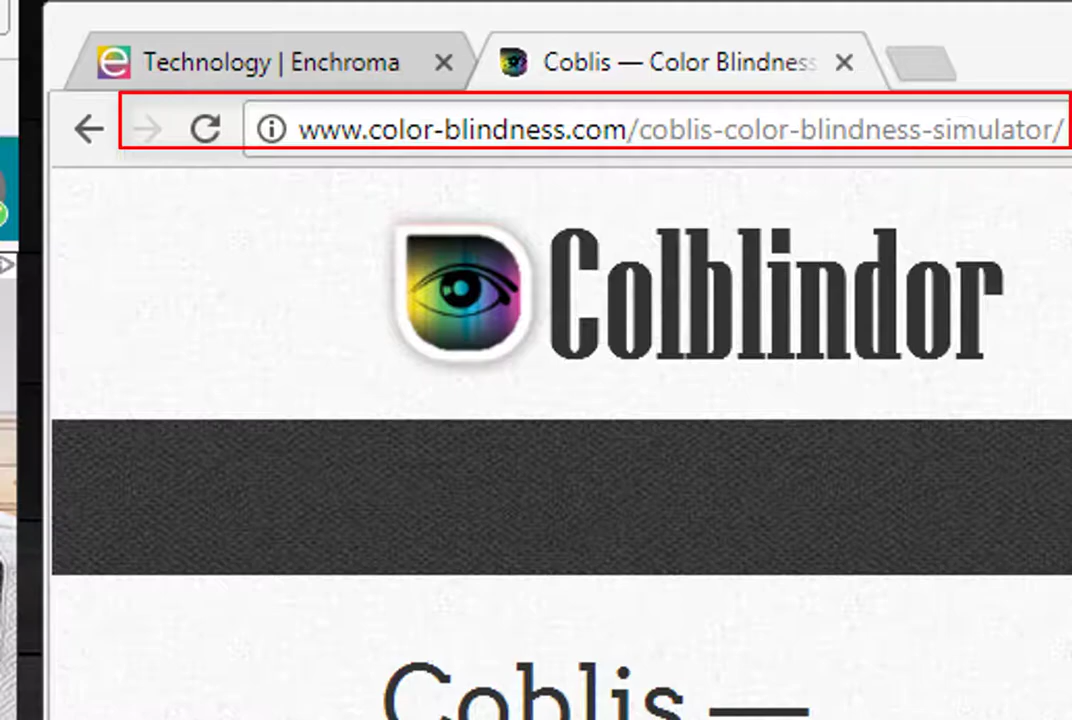 Technology | Enchroma
Coblis — Color Blindness
www.color-blindness.com/coblis-color-blindness-simulator/
Colblindor
Coblis —